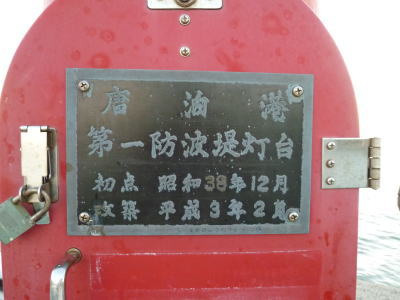 唐泊港
第一防波堤灯台
初点 昭和38年12月
改築 平成3年2月